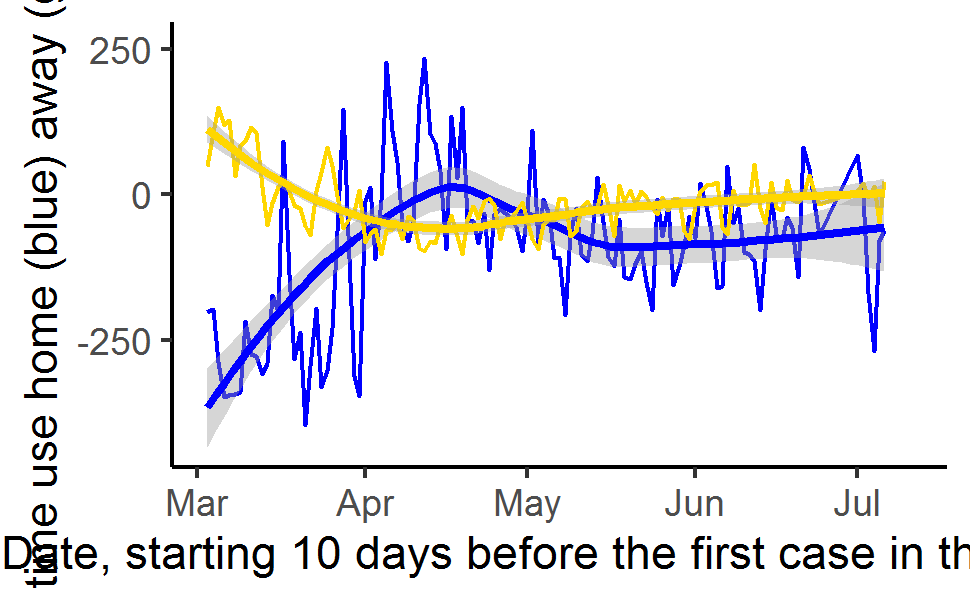 time use home (blue) away (
250
0
-250
Mar Apr May Jun Jul
Date, starting 10 days before the first case in th